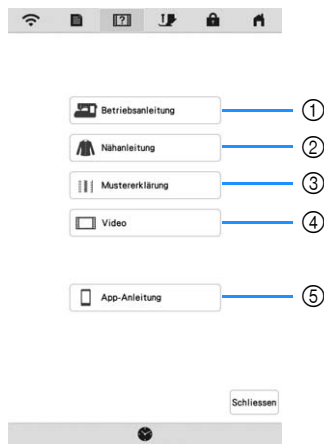 Betriebsanleitung ①
Nähanleitung ②
Mustererklärung ③
Video ④
App-Anleitung ⑤
Schliessen